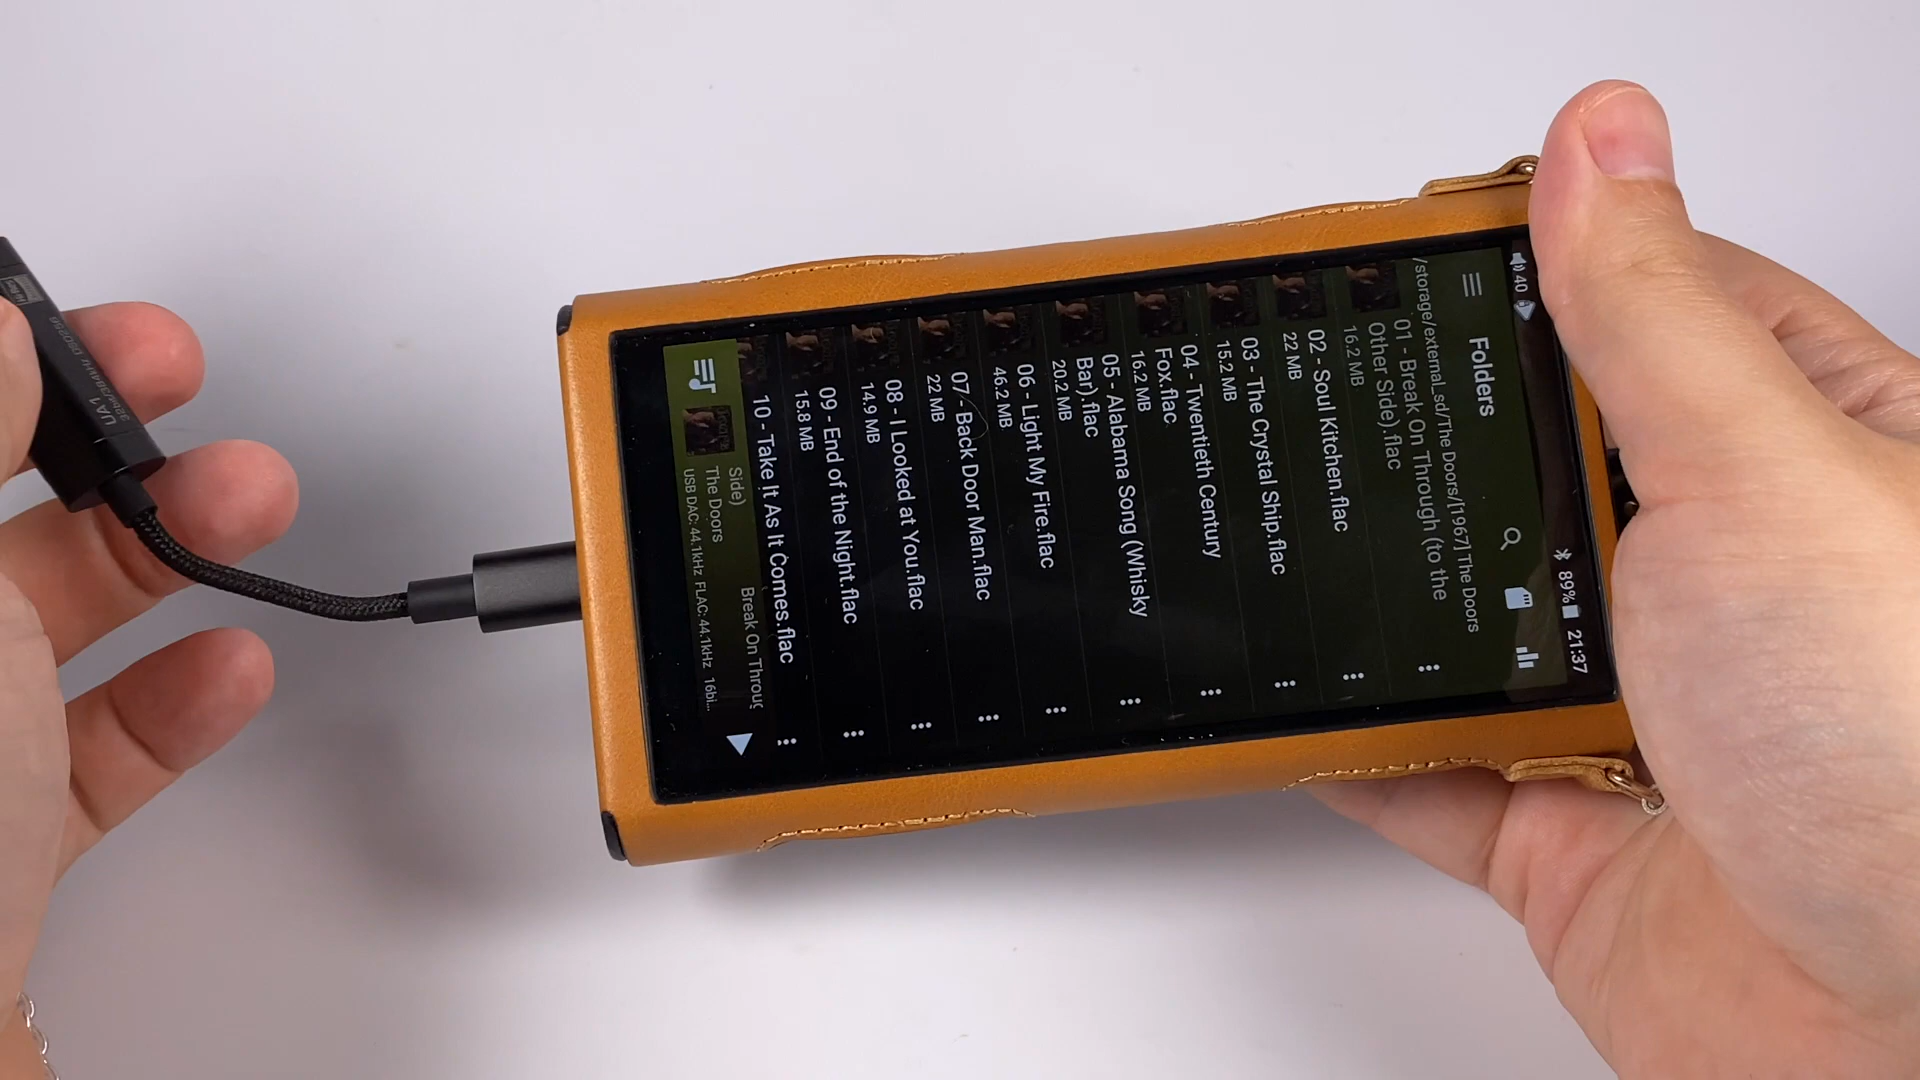 40
89%
21:37
Folders
/storage/external_sd/The Doors/[1967] The Doors
01 - Break On Through (to the
Other Side).flac
16.2 MB
02 - Soul Kitchen.flac
22 MB
03 - The Crystal Ship.flac
15.2 MB
04 - Twentieth Century
Fox.flac
16.2 MB
05 - Alabama Song (Whisky
Bar).flac
20.2 MB
06 - Light My Fire.flac
46.2 MB
07 - Back Door Man.flac
22 MB
08 - I Looked at You.flac
14.9 MB
09 - End of the Night.flac
15.8 MB
10 - Take It As It Comes.flac
Break On Throug
Side)
The Doors
USB DAC: 44.1kHz FLAC: 44.1kHz 16bi...
UA1
32bit/384kHz DSD256